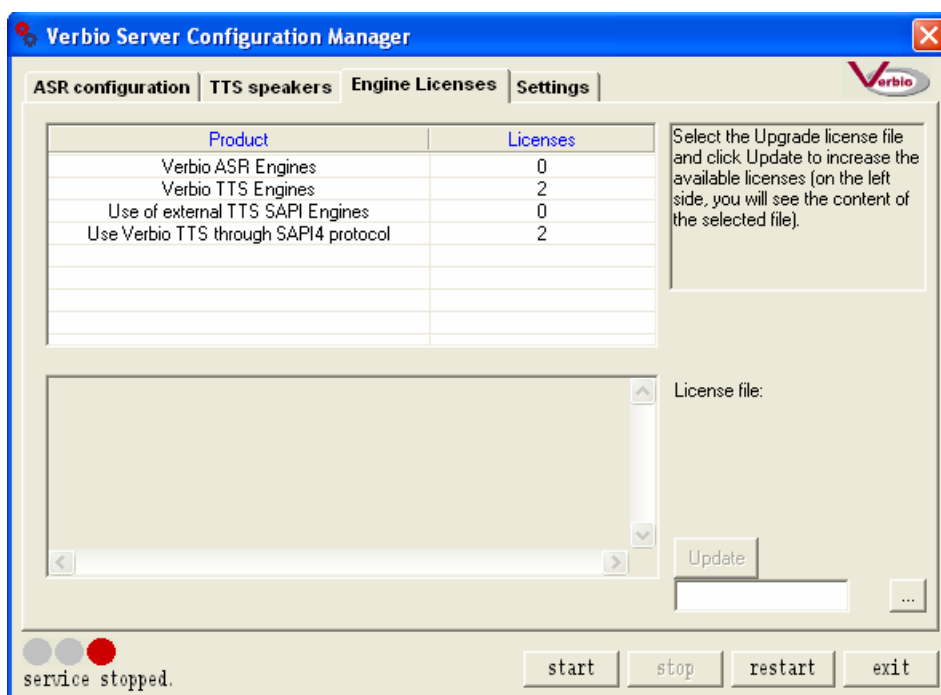 Verbio Server Configuration Manager
ASR configuration TTS speakers Engine Licenses Settings
Verbio
Product Licenses
Verbio ASR Engines 0
Verbio TTS Engines 2
Use of external TTS SAPI Engines 0
Use Verbio TTS through SAPI4 protocol 2
Select the Upgrade license file
and click Update to increase the
available licenses (on the left
side, you will see the content of
the selected file).
License file:
Update
...
service stopped.
start stop restart exit